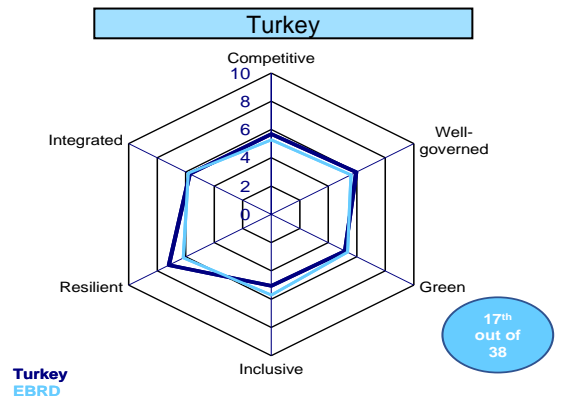 Turkey
Competitive
10
8
6
4
2
0
Integrated
Well-
governed
Resilient
Green
Inclusive
17th
out of
38
Turkey
EBRD